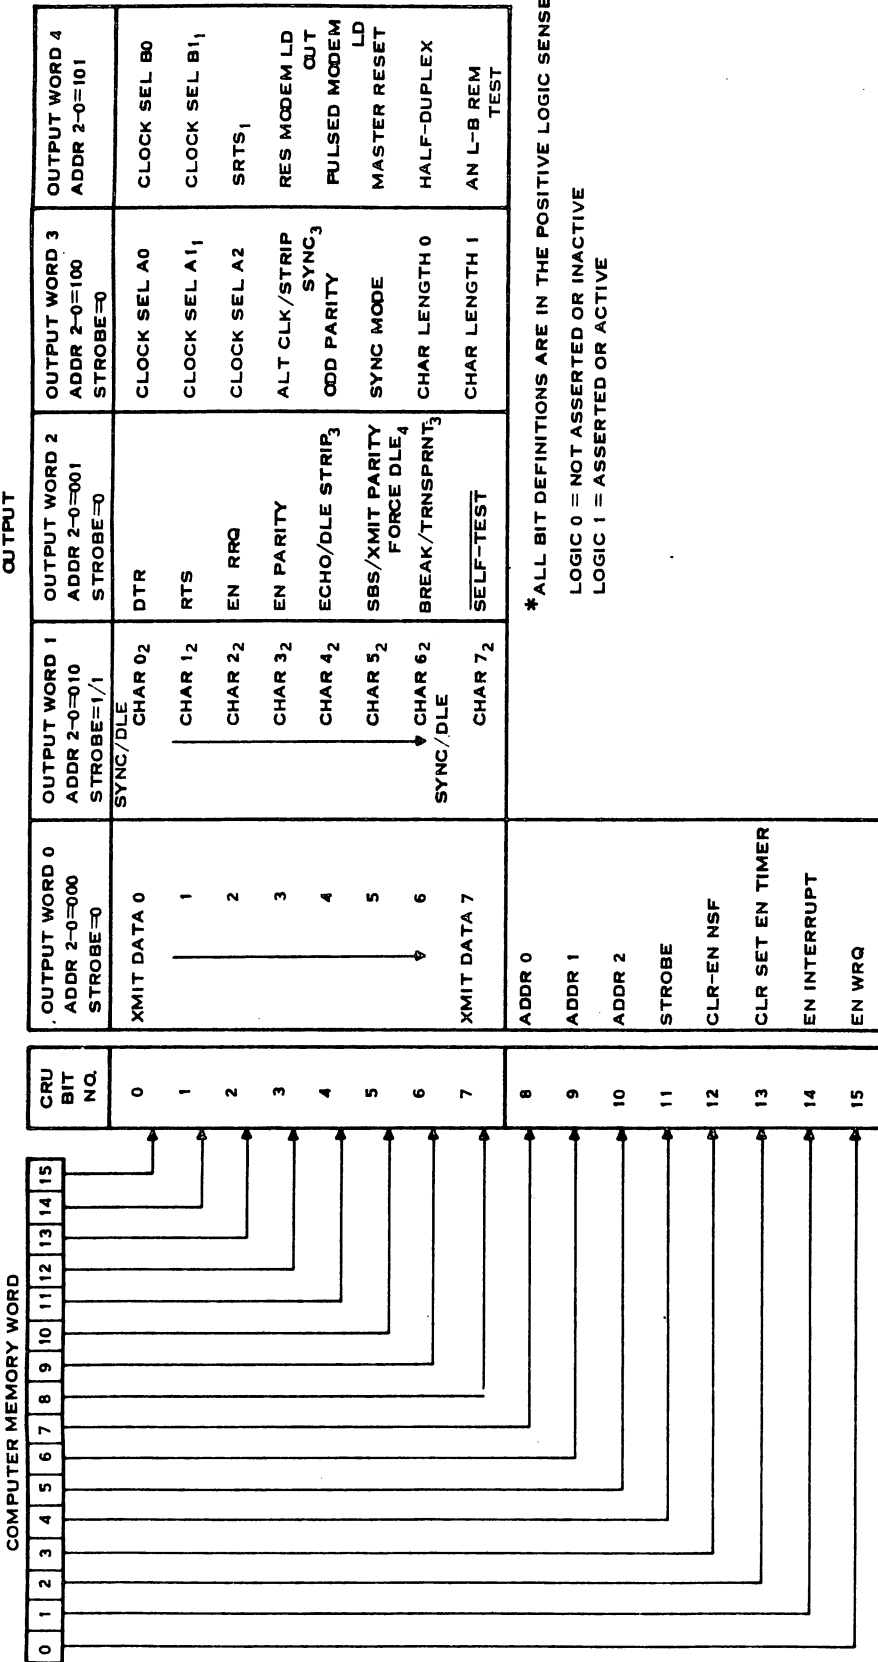 OUTPUT
COMPUTER MEMORY WORD
0 1 2 3 4 5 6 7 8 9 10 11 12 13 14 15
CRU
BIT
NO.
0
1
2
3
4
5
6
7
8
9
10
11
12
13
14
15
OUTPUT WORD 0
ADDR 2-0=000
STROBE=0
XMIT DATA 0
1
2
3
4
5
6
XMIT DATA 7
ADDR 0
ADDR 1
ADDR 2
STROBE
CLR-EN NSF
CLR SET EN TIMER
EN INTERRUPT
EN WRQ
OUTPUT WORD 1
ADDR 2-0=010
STROBE=1/1
SYNC/DLE
CHAR 0₂
CHAR 1₂
CHAR 2₂
CHAR 3₂
CHAR 4₂
CHAR 5₂
CHAR 6₂
SYNC/DLE
CHAR 7₂
OUTPUT WORD 2
ADDR 2-0=001
STROBE=0
DTR
RTS
EN RRQ
EN PARITY
ECHO/DLE STRIP₃
SBS/XMIT PARITY
FORCE DLE₄
BREAK/TRNSPRNT₃
SELF-TEST
OUTPUT WORD 3
ADDR 2-0=100
STROBE=0
CLOCK SEL A0
CLOCK SEL A1₁
CLOCK SEL A2
ALT CLK/STRIP
SYNC₃
ODD PARITY
SYNC MODE
CHAR LENGTH 0
CHAR LENGTH 1
OUTPUT WORD 4
ADDR 2-0=101
CLOCK SEL B0
CLOCK SEL B1₁
SRTS₁
RES MODEM LD
OUT
PULSED MODEM
LD
MASTER RESET
HALF-DUPLEX
AN L-B REM
TEST
*ALL BIT DEFINITIONS ARE IN THE POSITIVE LOGIC SENSE
LOGIC 0 = NOT ASSERTED OR INACTIVE
LOGIC 1 = ASSERTED OR ACTIVE